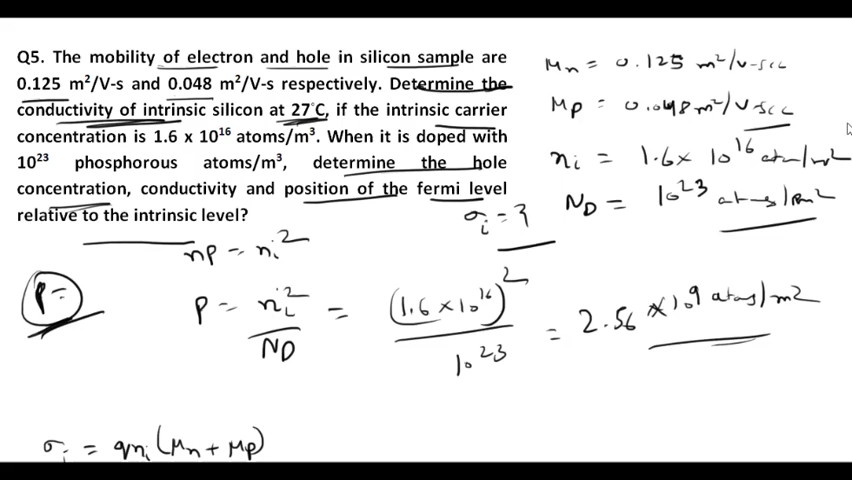 Q5. The mobility of electron and hole in silicon sample are
0.125 m²/V-s and 0.048 m²/V-s respectively. Determine the
conductivity of intrinsic silicon at 27°C, if the intrinsic carrier
concentration is 1.6 x 10¹⁶ atoms/m³. When it is doped with
10²³ phosphorous atoms/m³, determine the hole
concentration, conductivity and position of the fermi level
relative to the intrinsic level?
μn = 0.125 m²/v-sec
μp = 0.048 m²/v-sec
ni = 1.6 x 10¹⁶ atom/m²
ND = 10²³ atoms/m²
σi = ?
np = ni²
P =
P = ni² / ND = (1.6 × 10¹⁶)² / 10²³ = 2.56 × 10⁹ atoms/m2
σi = qni (μn + μp)